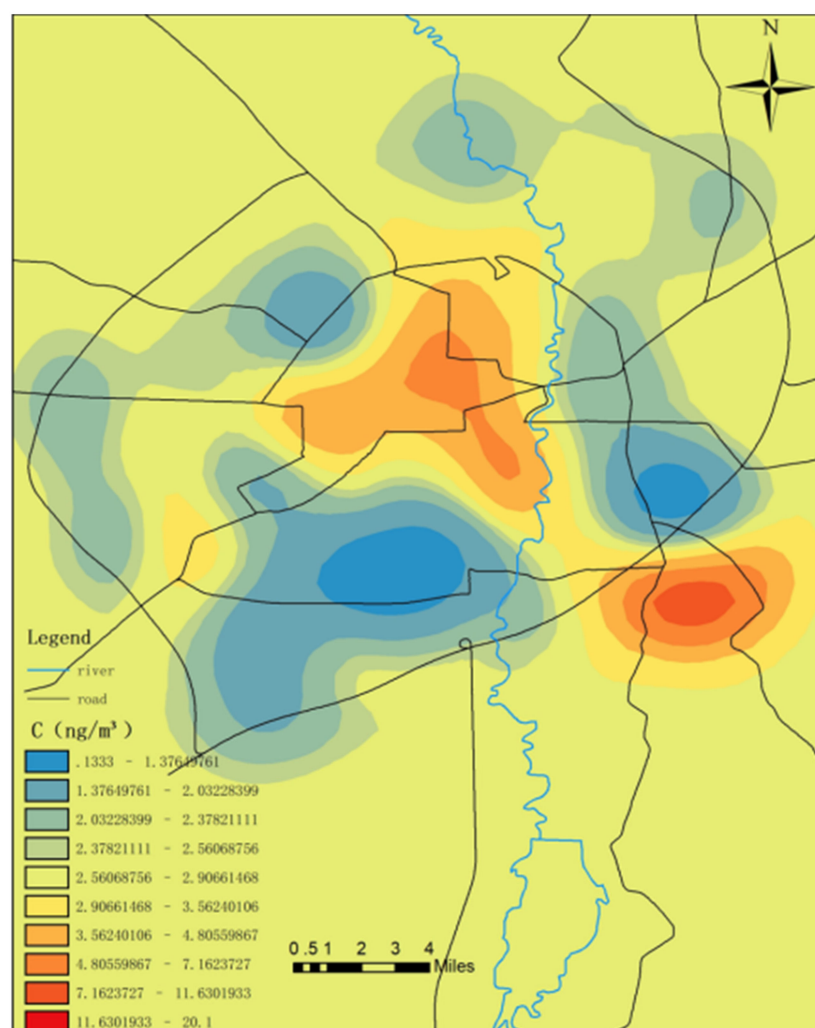 N
Legend
river
road
C (ng/m³)
.1333 - 1.37649761
1.37649761 - 2.03228399
2.03228399 - 2.37821111
2.37821111 - 2.56068756
2.56068756 - 2.90661468
2.90661468 - 3.56240106
3.56240106 - 4.80559867
4.80559867 - 7.1623727
7.1623727 - 11.6301933
11.6301933 - 20.1
0 .5 1 2 3 4
Miles